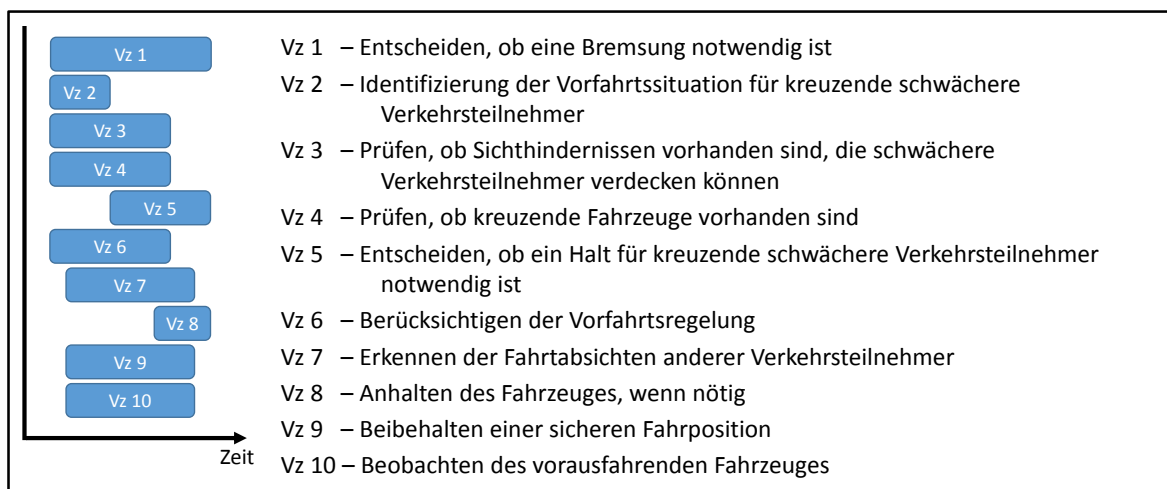 Vz 1
Vz 2
Vz 3
Vz 4
Vz 5
Vz 6
Vz 7
Vz 8
Vz 9
Vz 10
Zeit
Vz 1 – Entscheiden, ob eine Bremsung notwendig ist
Vz 2 – Identifizierung der Vorfahrtssituation für kreuzende schwächere
Verkehrsteilnehmer
Vz 3 – Prüfen, ob Sichthindernissen vorhanden sind, die schwächere
Verkehrsteilnehmer verdecken können
Vz 4 – Prüfen, ob kreuzende Fahrzeuge vorhanden sind
Vz 5 – Entscheiden, ob ein Halt für kreuzende schwächere Verkehrsteilnehmer
notwendig ist
Vz 6 – Berücksichtigen der Vorfahrtsregelung
Vz 7 – Erkennen der Fahrtabsichten anderer Verkehrsteilnehmer
Vz 8 – Anhalten des Fahrzeuges, wenn nötig
Vz 9 – Beibehalten einer sicheren Fahrposition
Vz 10 – Beobachten des vorausfahrenden Fahrzeuges